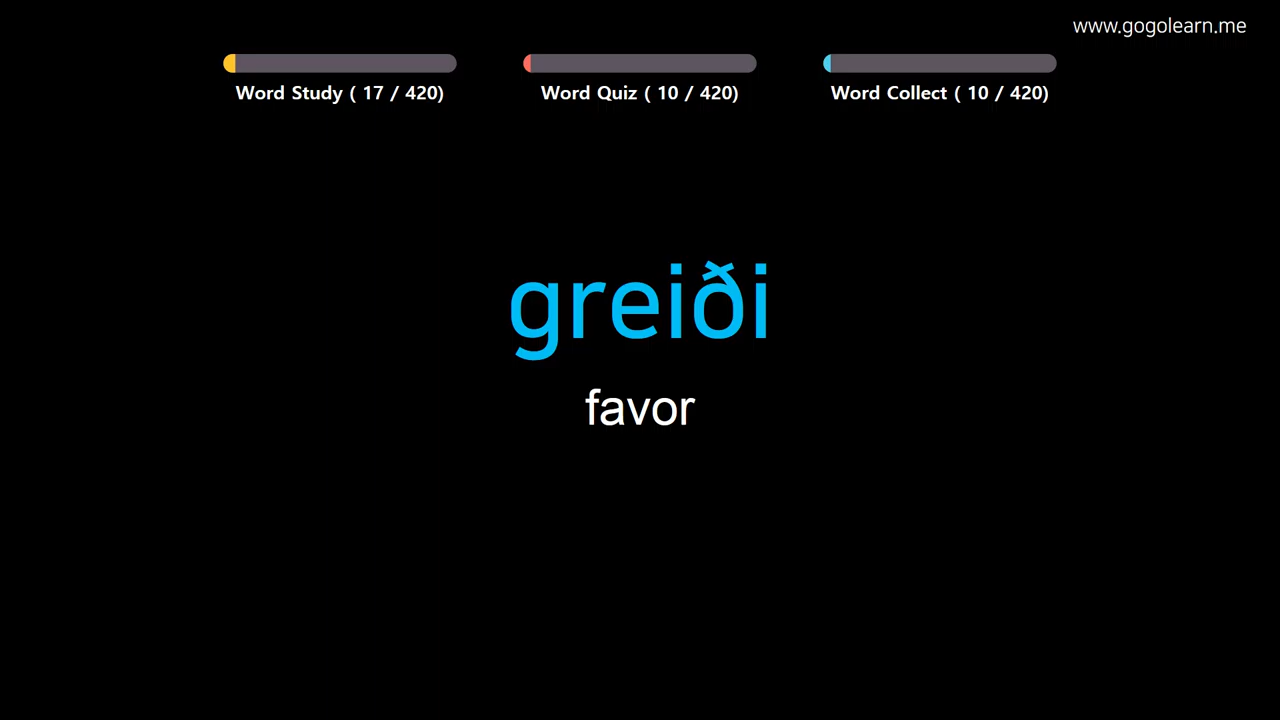 www.gogolearn.me
Word Study ( 17 / 420)
Word Quiz ( 10 / 420)
Word Collect ( 10 / 420)
greiði
favor